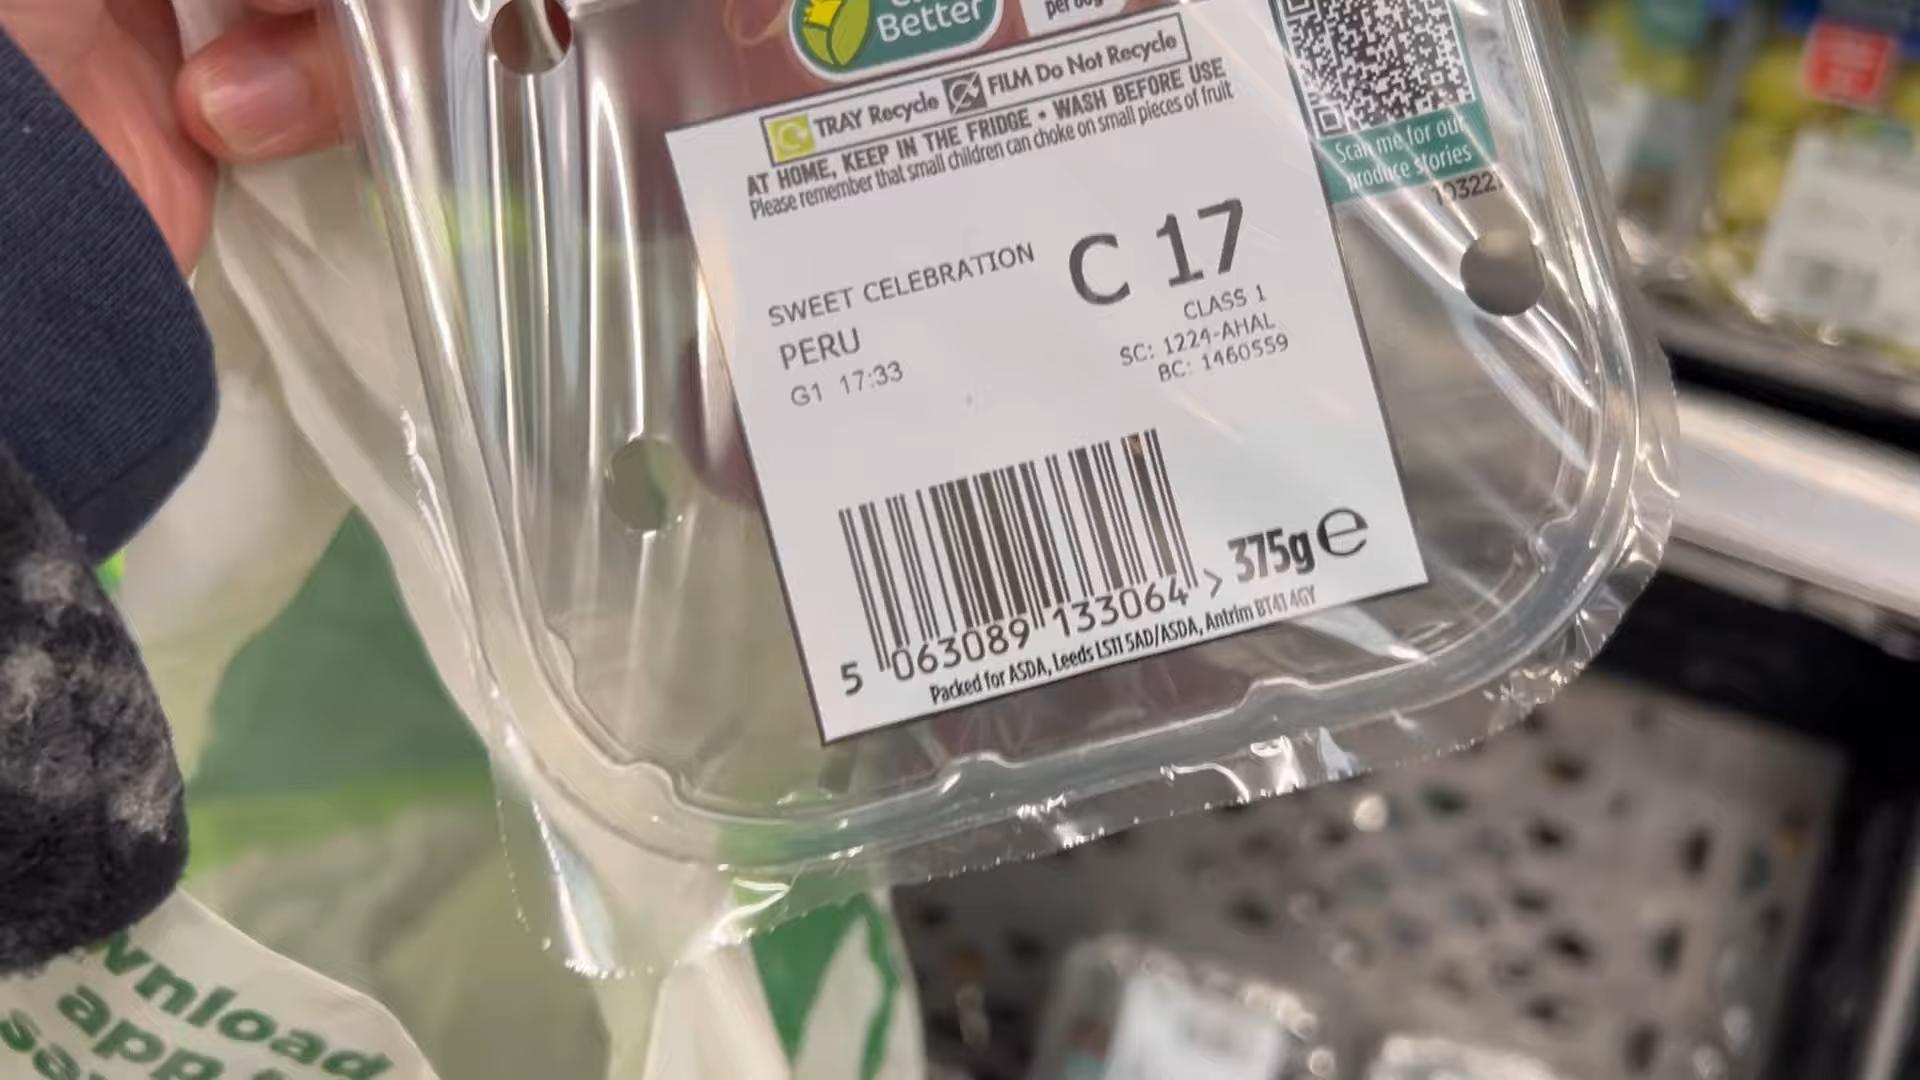 Better
TRAY Recycle FILM Do Not Recycle
AT HOME, KEEP IN THE FRIDGE • WASH BEFORE USE
Please remember that small children can choke on small pieces of fruit
Scan me for our
produce stories
SWEET CELEBRATION
C 17
PERU
CLASS 1
G1 17:33
SC: 1224-AHAL
BC: 1460559
375g e
5 063089 133064 >
Packed for ASDA, Leeds LS11 5AD/ASDA, Antrim BT41 4GY
app